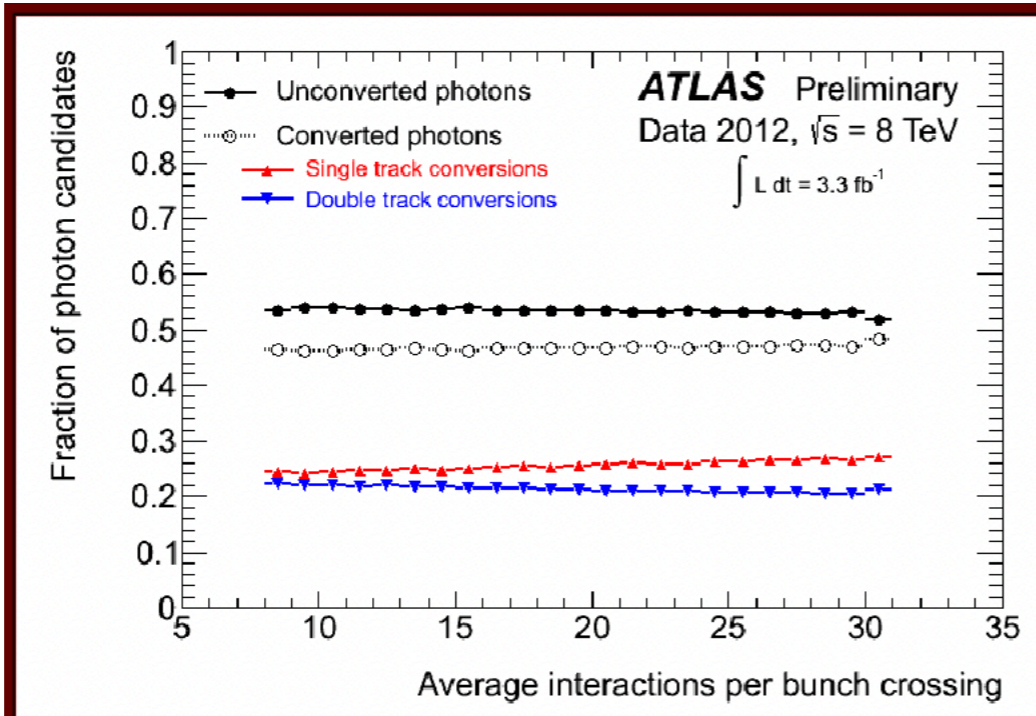 Fraction of photon candidates
1
0.9
0.8
0.7
0.6
0.5
0.4
0.3
0.2
0.1
0
Unconverted photons
Converted photons
Single track conversions
Double track conversions
ATLAS Preliminary
Data 2012, √s = 8 TeV
∫ L dt = 3.3 fb⁻¹
5 10 15 20 25 30 35
Average interactions per bunch crossing